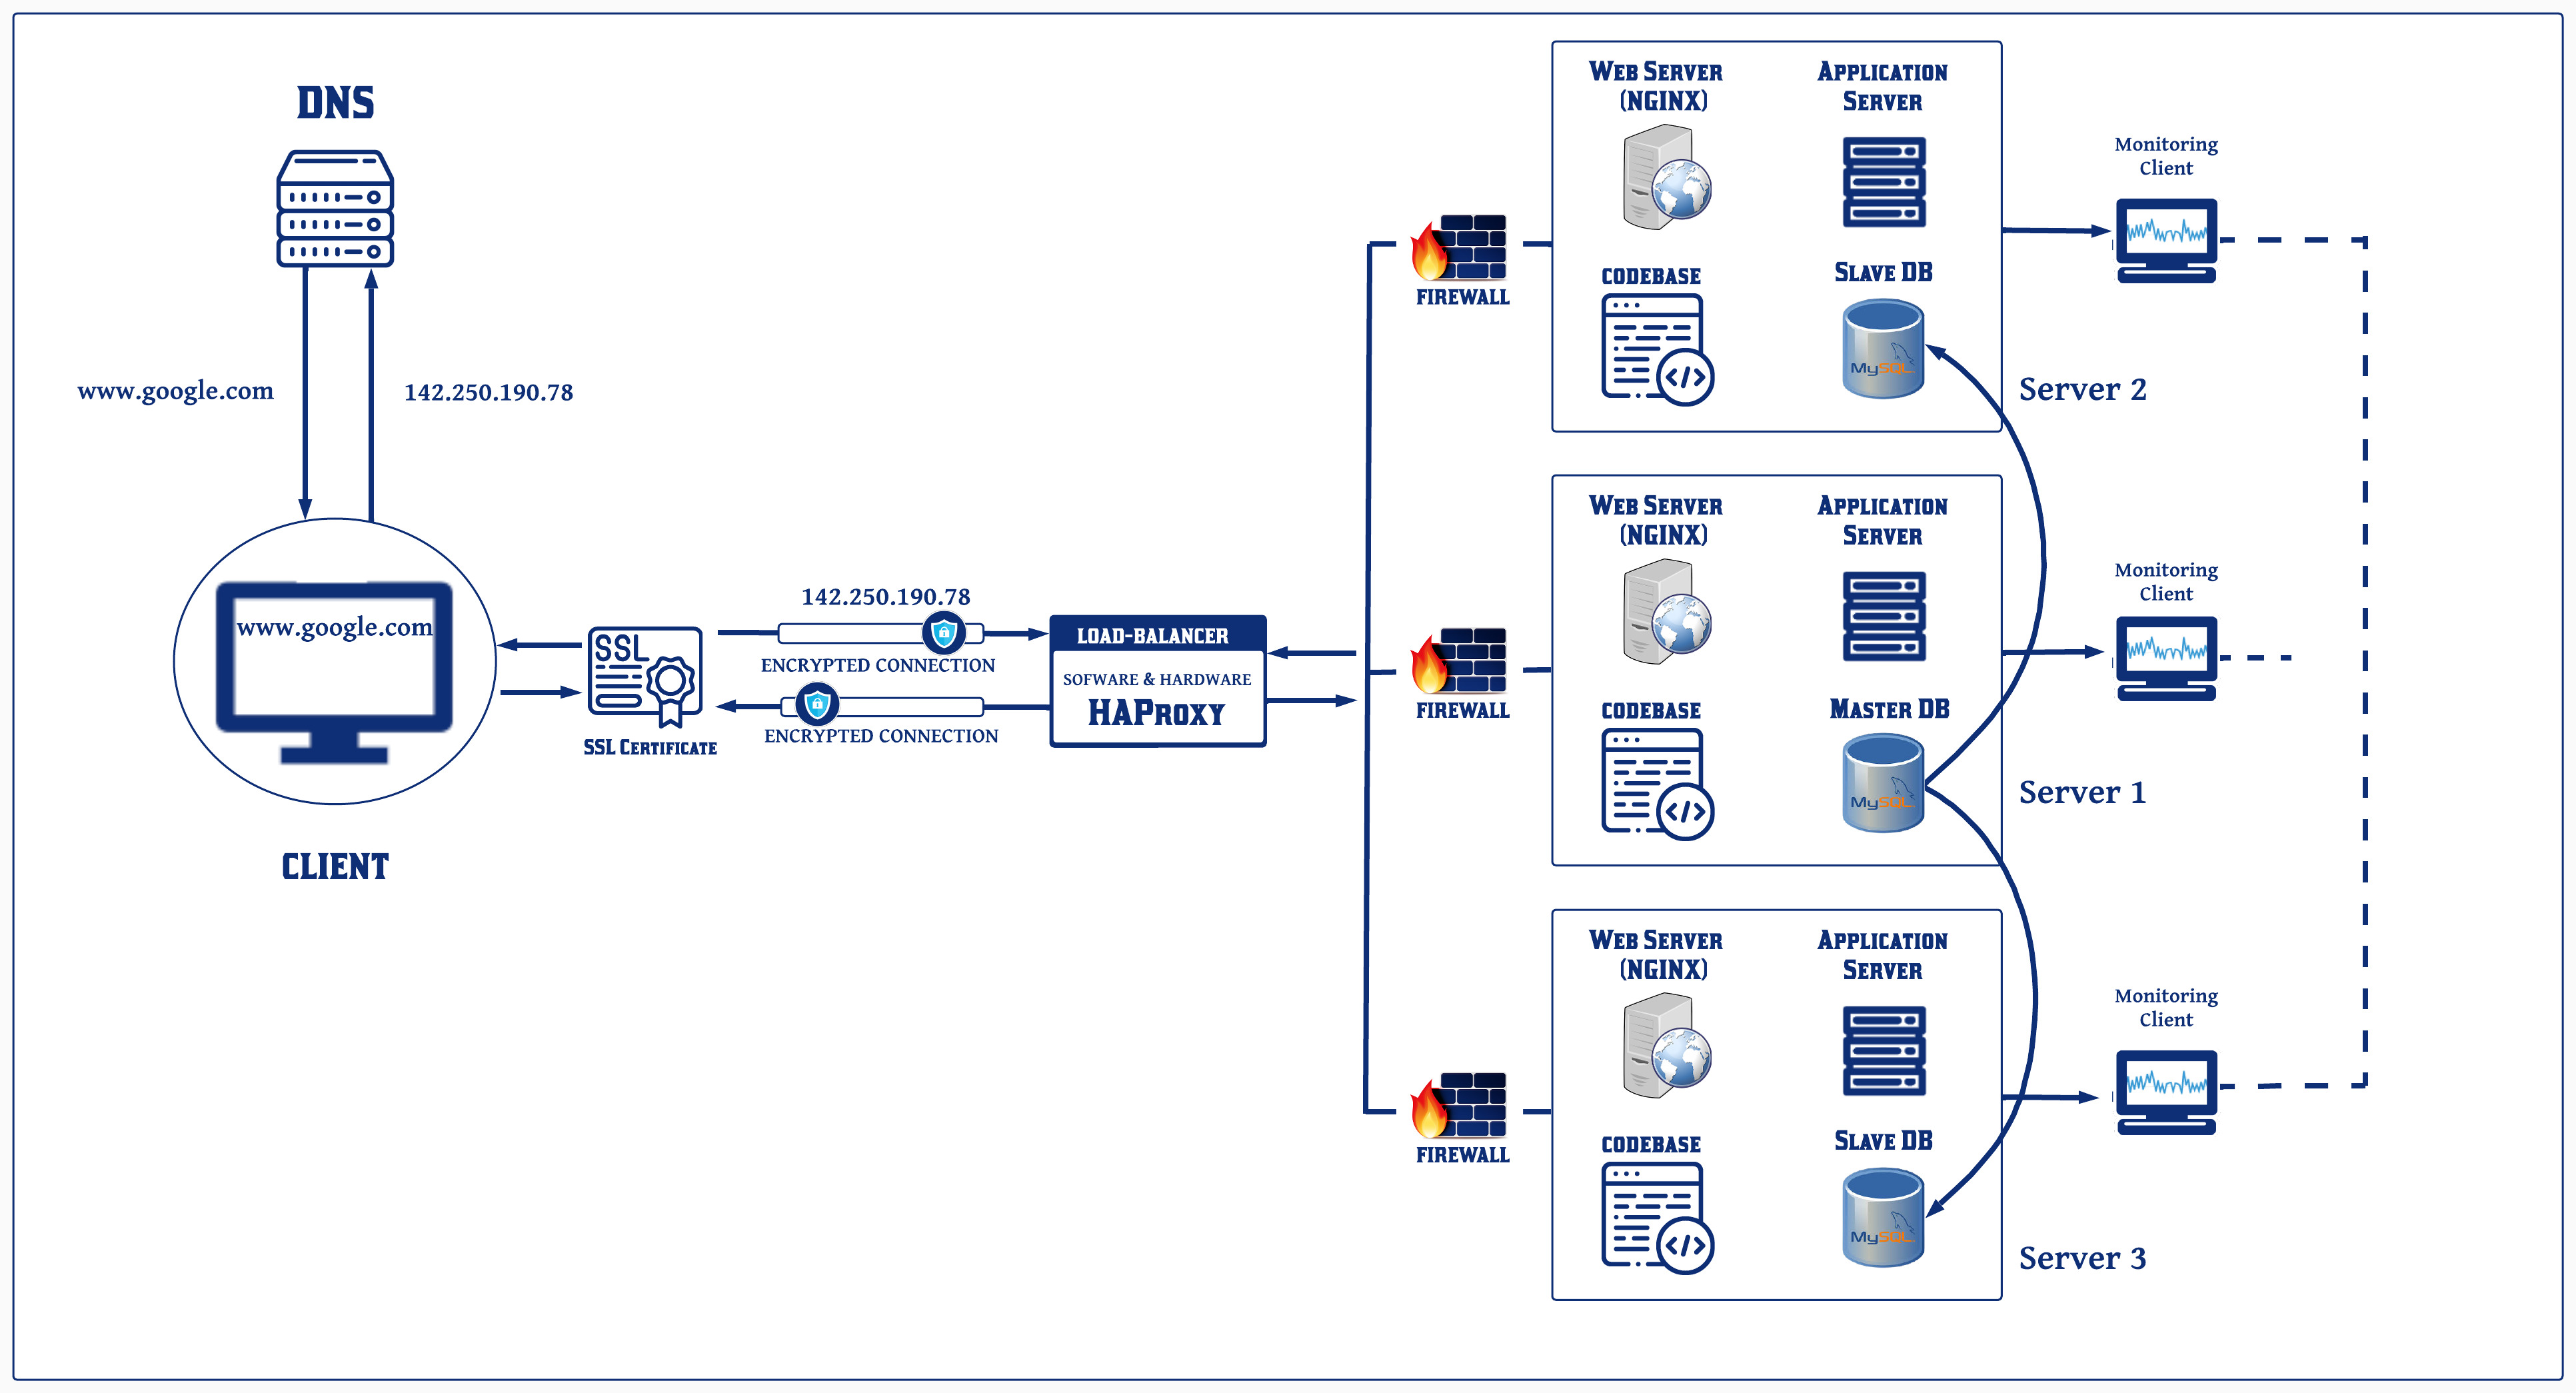 DNS
www.google.com
142.250.190.78
www.google.com
CLIENT
SSL
SSL CERTIFICATE
142.250.190.78
ENCRYPTED CONNECTION
ENCRYPTED CONNECTION
LOAD-BALANCER
SOFWARE & HARDWARE
HAPROXY
FIREWALL
WEB SERVER
(NGINX)
APPLICATION
SERVER
CODEBASE
</>
SLAVE DB
MySQL
Server 2
Monitoring
Client
FIREWALL
WEB SERVER
(NGINX)
APPLICATION
SERVER
CODEBASE
</>
MASTER DB
MySQL
Server 1
Monitoring
Client
FIREWALL
WEB SERVER
(NGINX)
APPLICATION
SERVER
CODEBASE
</>
SLAVE DB
MySQL
Server 3
Monitoring
Client